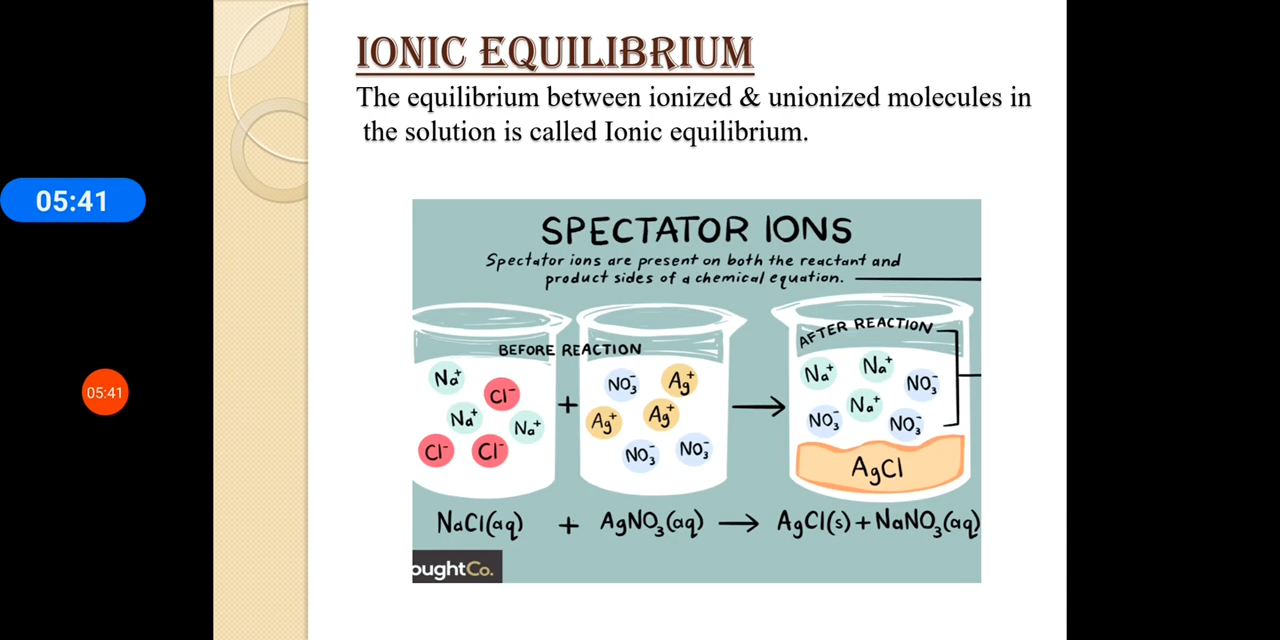 IONIC EQUILIBRIUM
The equilibrium between ionized & unionized molecules in
the solution is called Ionic equilibrium.
05:41
05:41
SPECTATOR IONS
Spectator ions are present on both the reactant and
product sides of a chemical equation.
BEFORE REACTION
AFTER REACTION
Na⁺
Cl⁻
Na⁺
Na⁺
Cl⁻
Cl⁻
+
NO₃⁻
Ag⁺
Ag⁺
Ag⁺
NO₃⁻
NO₃⁻
Na⁺
Na⁺
NO₃⁻
Na⁺
NO₃⁻
NO₃⁻
AgCl
NaCl(aq) + AgNO₃(aq) → AgCl(s) + NaNO₃(aq)
oughtCo.